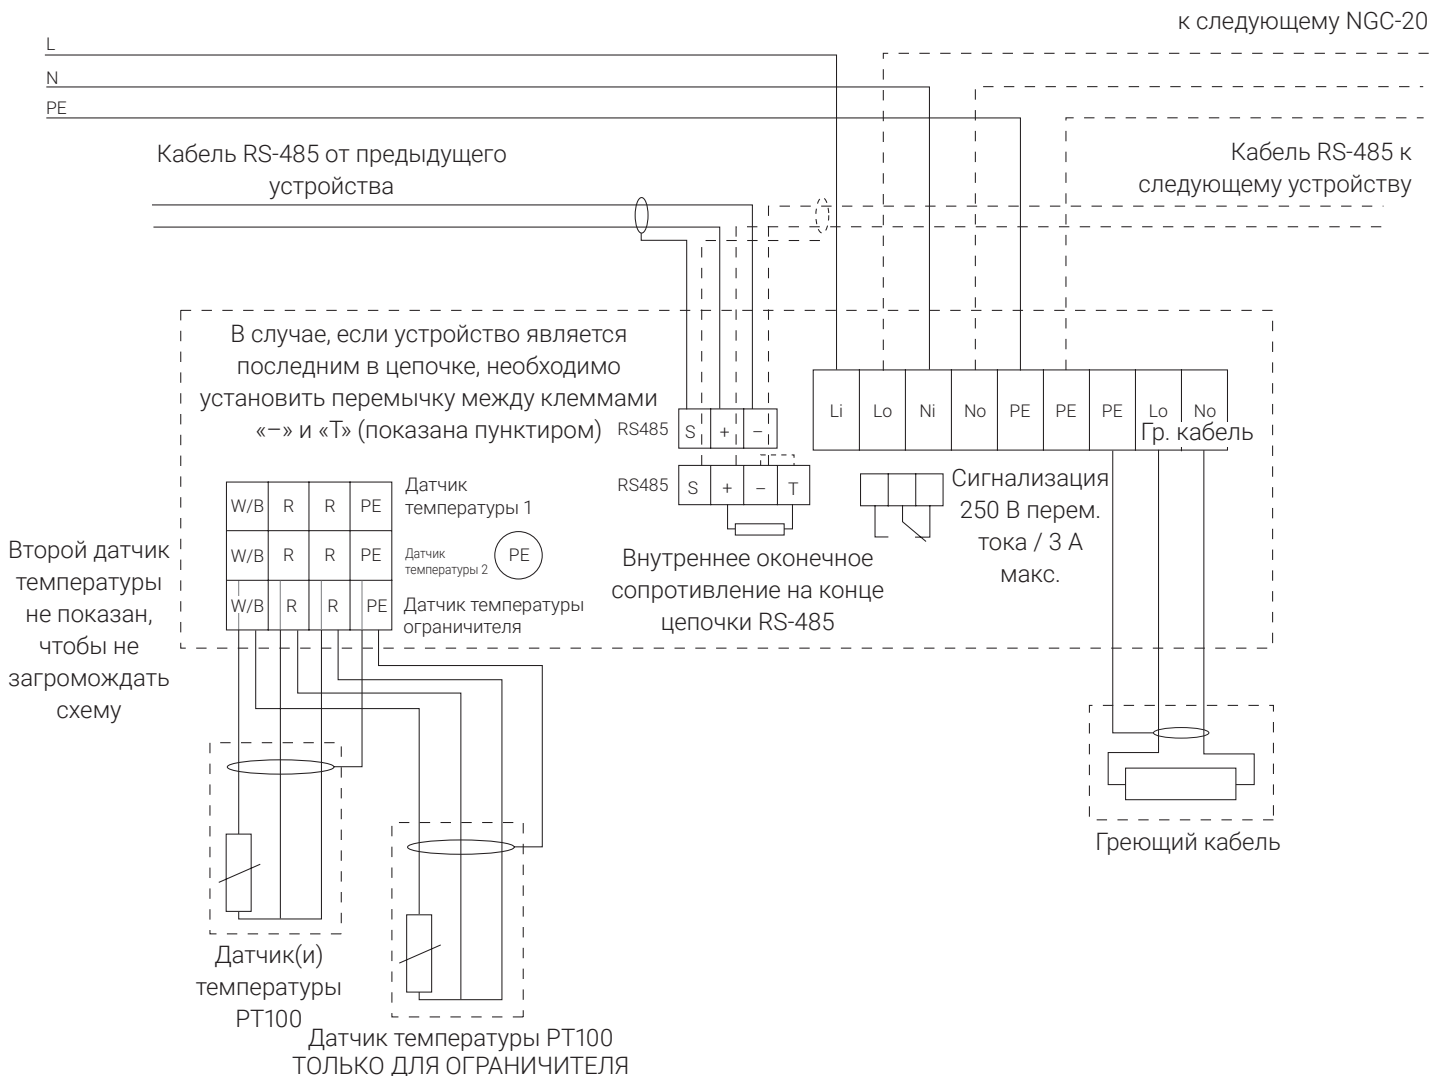 к следующему NGC-20
L
N
PE
Кабель RS-485 от предыдущего
устройства
Кабель RS-485 к
следующему устройству
В случае, если устройство является
последним в цепочке, необходимо
установить перемычку между клеммами
«–» и «T» (показана пунктиром)
RS485 S + –
RS485 S + – T
Li Lo Ni No PE PE PE Lo No
Гр. кабель
Сигнализация
250 В перем.
тока / 3 А
макс.
Внутреннее оконечное
сопротивление на конце
цепочки RS-485
W/B R R PE
Датчик
температуры 1
W/B R R PE
Датчик
температуры 2
PE
W/B R R PE
Датчик температуры
ограничителя
Второй датчик
температуры
не показан,
чтобы не
загромождать
схему
Греющий кабель
Датчик(и)
температуры
PT100
Датчик температуры PT100
ТОЛЬКО ДЛЯ ОГРАНИЧИТЕЛЯ